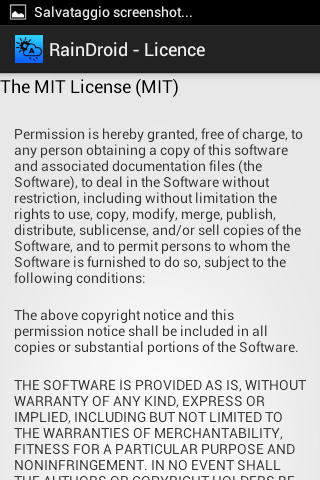 Salvataggio screenshot...
RainDroid - Licence
The MIT License (MIT)
Permission is hereby granted, free of charge, to
any person obtaining a copy of this software
and associated documentation files (the
Software), to deal in the Software without
restriction, including without limitation the
rights to use, copy, modify, merge, publish,
distribute, sublicense, and/or sell copies of the
Software, and to permit persons to whom the
Software is furnished to do so, subject to the
following conditions:
The above copyright notice and this
permission notice shall be included in all
copies or substantial portions of the Software.
THE SOFTWARE IS PROVIDED AS IS, WITHOUT
WARRANTY OF ANY KIND, EXPRESS OR
IMPLIED, INCLUDING BUT NOT LIMITED TO
THE WARRANTIES OF MERCHANTABILITY,
FITNESS FOR A PARTICULAR PURPOSE AND
NONINFRINGEMENT. IN NO EVENT SHALL
THE AUTHORS OR COPYRIGHT HOLDERS BE